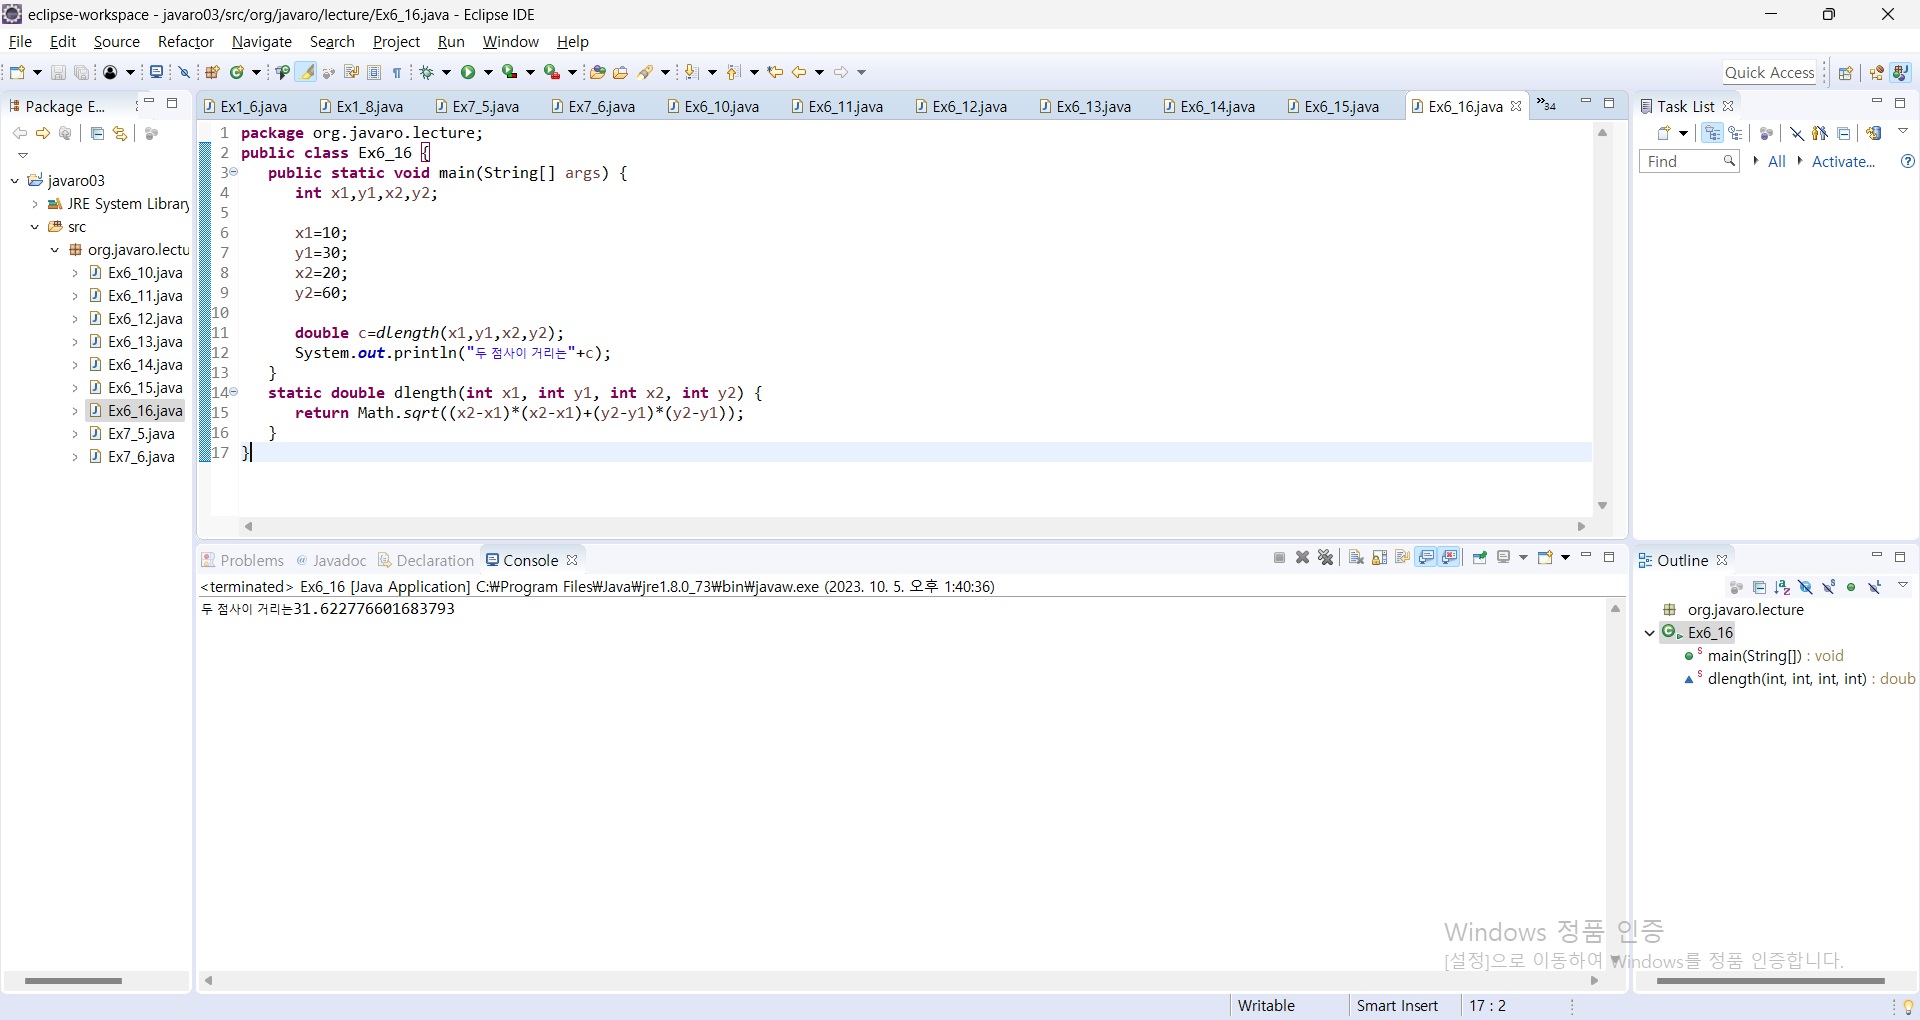 eclipse-workspace - javaro03/src/org/javaro/lecture/Ex6_16.java - Eclipse IDE
File Edit Source Refactor Navigate Search Project Run Window Help
Quick Access
Package E...
Ex1_6.java Ex1_8.java Ex7_5.java Ex7_6.java Ex6_10.java Ex6_11.java Ex6_12.java Ex6_13.java Ex6_14.java Ex6_15.java Ex6_16.java »34
Task List
Find All Activate...
javaro03
JRE System Library
src
org.javaro.lectu
Ex6_10.java
Ex6_11.java
Ex6_12.java
Ex6_13.java
Ex6_14.java
Ex6_15.java
Ex6_16.java
Ex7_5.java
Ex7_6.java
1 package org.javaro.lecture;
2 public class Ex6_16 {
3 public static void main(String[] args) {
4 int x1,y1,x2,y2;
5
6 x1=10;
7 y1=30;
8 x2=20;
9 y2=60;
10
11 double c=dlength(x1,y1,x2,y2);
12 System.out.println("두 점사이 거리는"+c);
13 }
14 static double dlength(int x1, int y1, int x2, int y2) {
15 return Math.sqrt((x2-x1)*(x2-x1)+(y2-y1)*(y2-y1));
16 }
17 }
Problems @ Javadoc Declaration Console
<terminated> Ex6_16 [Java Application] C:₩Program Files₩Java₩jre1.8.0_73₩bin₩javaw.exe (2023. 10. 5. 오후 1:40:36)
두 점사이 거리는31.622776601683793
Outline
org.javaro.lecture
Ex6_16
main(String[]) : void
dlength(int, int, int, int) : doub
Windows 정품 인증
[설정]으로 이동하여 Windows를 정품 인증합니다.
Writable Smart Insert 17 : 2